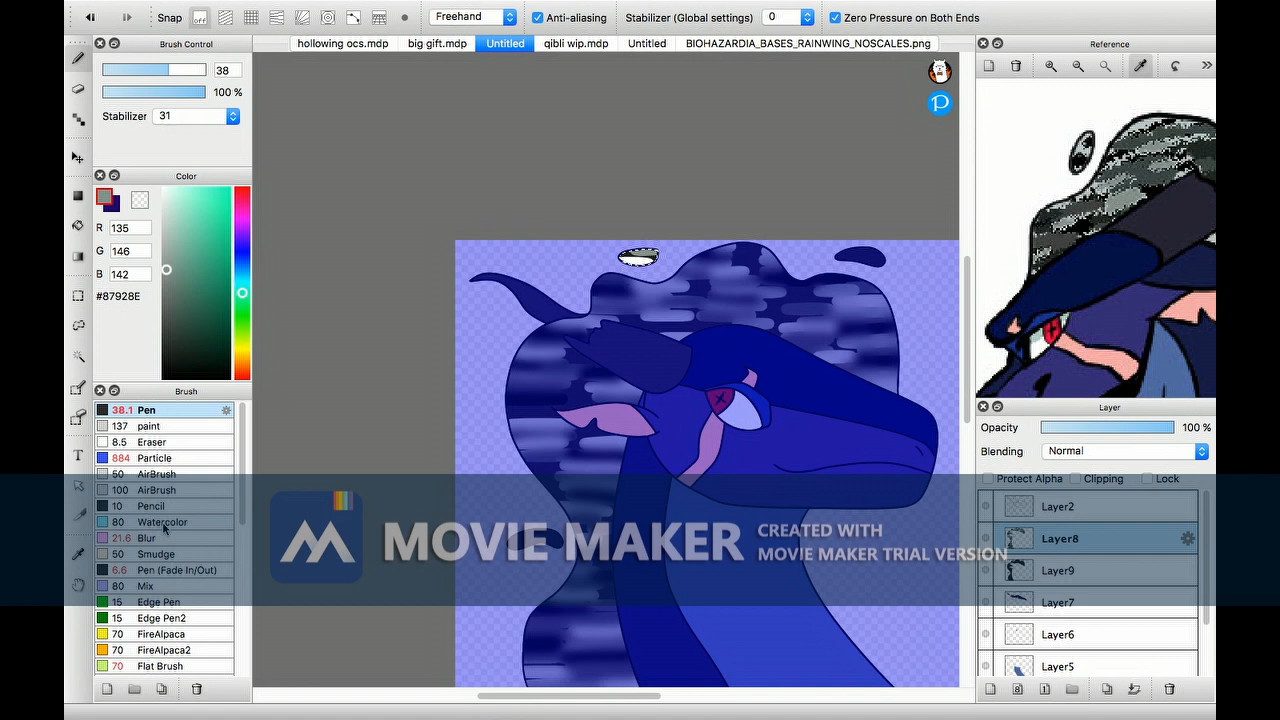 Snap
off
Freehand
Anti-aliasing
Stabilizer (Global settings)
0
Zero Pressure on Both Ends
Brush Control
hollowing ocs.mdp
big gift.mdp
Untitled
qibli wip.mdp
Untitled
BIOHAZARDIA_BASES_RAINWING_NOSCALES.png
Reference
38
100 %
Stabilizer
31
Color
R
135
G
146
B
142
#87928E
Brush
38.1 Pen
137 paint
8.5 Eraser
884 Particle
50 AirBrush
100 AirBrush
10 Pencil
80 Watercolor
21.6 Blur
50 Smudge
6.6 Pen (Fade In/Out)
80 Mix
15 Edge Pen
15 Edge Pen2
70 FireAlpaca
70 FireAlpaca2
70 Flat Brush
T
P
MOVIE MAKER
CREATED WITH
MOVIE MAKER TRIAL VERSION
Layer
Opacity
100 %
Blending
Normal
Protect Alpha
Clipping
Lock
Layer2
Layer8
Layer9
Layer7
Layer6
Layer5
8
1